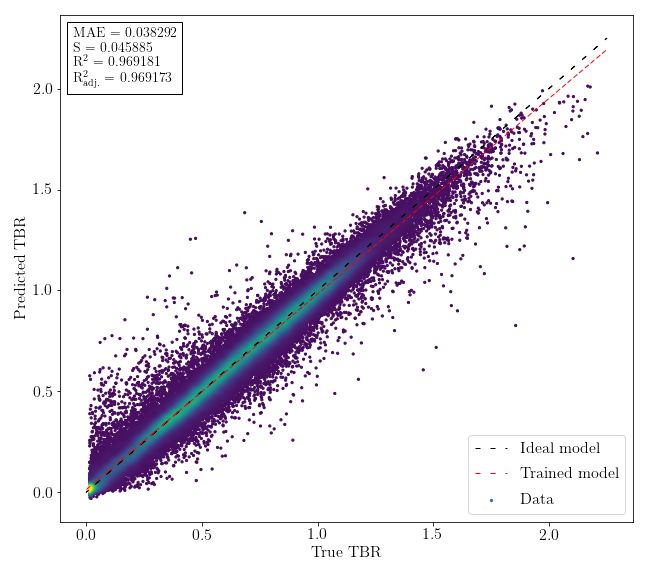 MAE = 0.038292
S = 0.045885
R² = 0.969181
R²adj. = 0.969173
2.0
1.5
1.0
0.5
0.0
Predicted TBR
Ideal model
Trained model
Data
0.0 0.5 1.0 1.5 2.0
True TBR